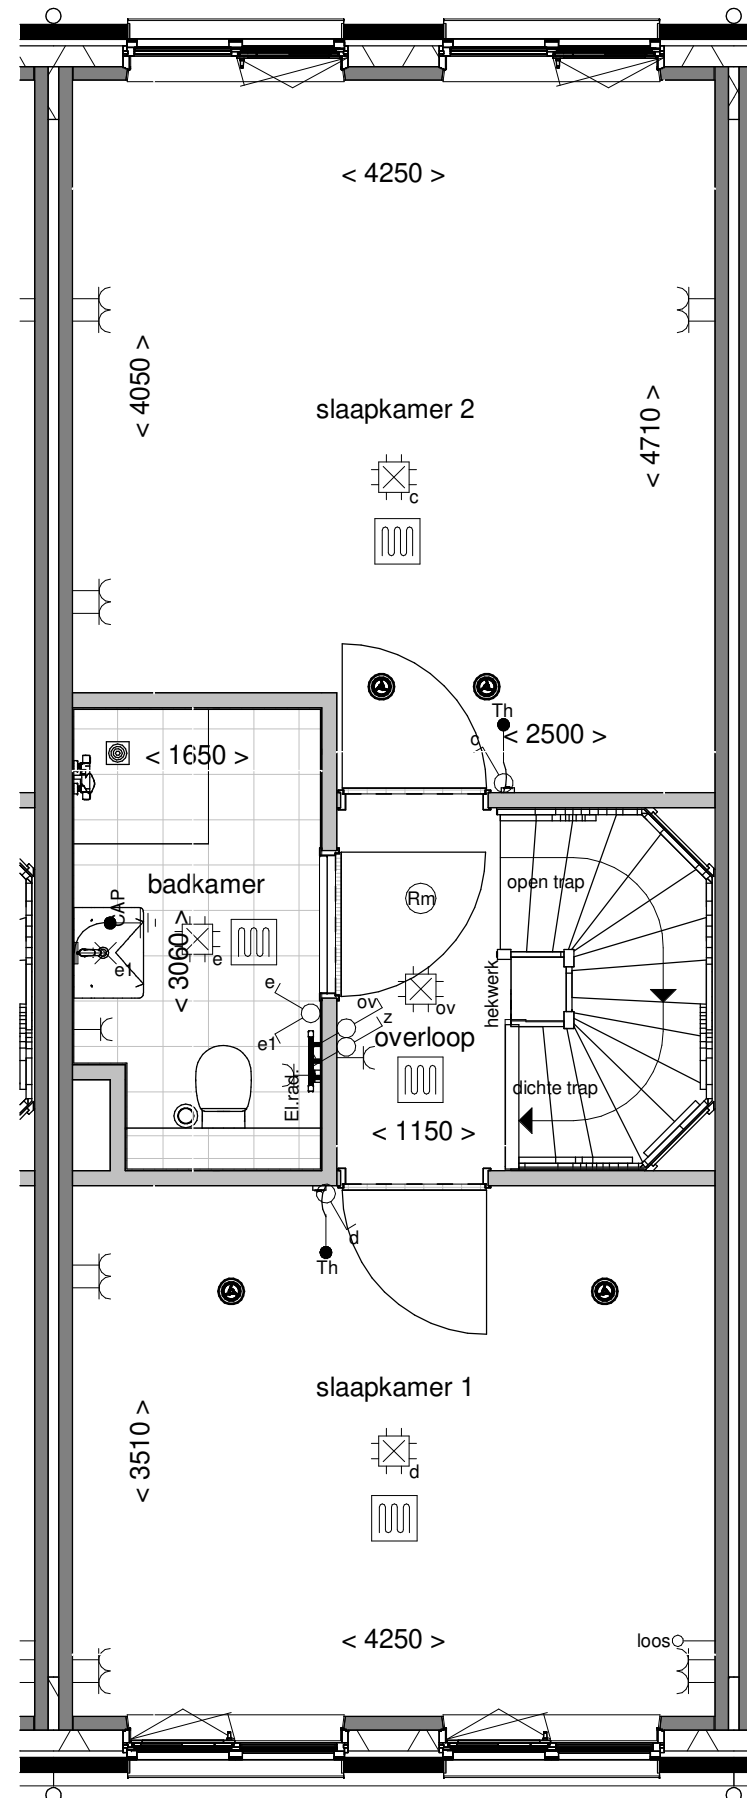 < 4250 >
< 4050 >
< 4710 >
slaapkamer 2
c
Th
c
< 2500 >
< 1650 >
open trap
badkamer
Rm
CAP
< 3060 >
e
e1
hekwerk
e
ov
ov
z
e1
overloop
El.rad.
dichte trap
< 1150 >
d
Th
slaapkamer 1
< 3510 >
d
< 4250 >
loos